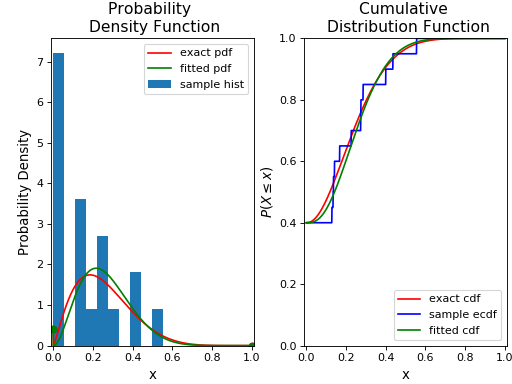 Probability
Density Function
Probability Density
7
6
5
4
3
2
1
0
exact pdf
fitted pdf
sample hist
0.0 0.2 0.4 0.6 0.8 1.0
x
Cumulative
Distribution Function
P(X ≤ x)
1.0
0.8
0.6
0.4
0.2
0.0
exact cdf
sample ecdf
fitted cdf
0.0 0.2 0.4 0.6 0.8 1.0
x